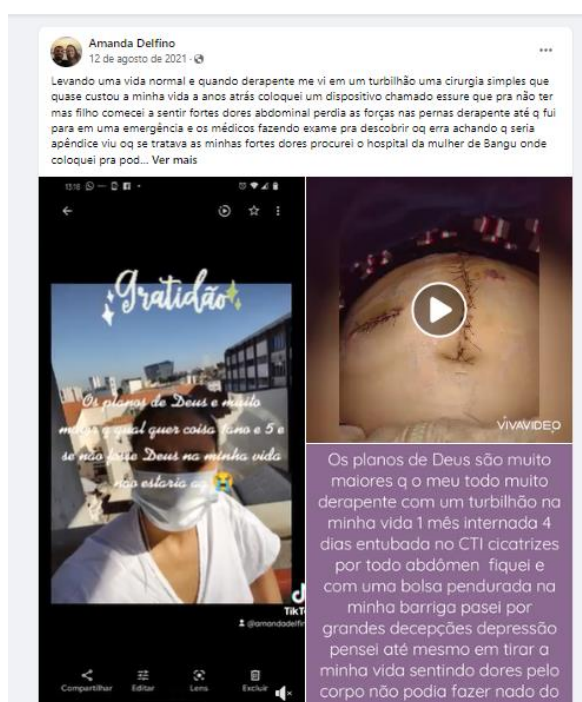 Amanda Delfino
12 de agosto de 2021 ·
Levando uma vida normal e quando derapente me vi em um turbilhão uma cirurgia simples que
quase custou a minha vida a anos atrás coloquei um dispositivo chamado essure que pra não ter
mas filho comecei a sentir fortes dores abdominal perdia as forças nas pernas derapente até q fui
para em uma emergência e os médicos fazendo exame pra descobrir oq erra achando q seria
apêndice viu oq se tratava as minhas fortes dores procurei o hospital da mulher de Bangu onde
coloquei pra pod... Ver mais
13:16
Gratidão
Os planos de Deus e muito
maior q qual quer coisa 1ano e 5 e
se não fosse Deus na minha vida
não estaria aq
TikTo
@amandadelfin
Compartilhar Editar Lens Excluir
VIVAVIDEO
Os planos de Deus são muito
maiores q o meu todo muito
derapente com um turbilhão na
minha vida 1 mês internada 4
dias entubada no CTI cicatrizes
por todo abdômen fiquei e
com uma bolsa pendurada na
minha barriga pasei por
grandes decepções depressão
pensei até mesmo em tirar a
minha vida sentindo dores pelo
corpo não podia fazer nado do